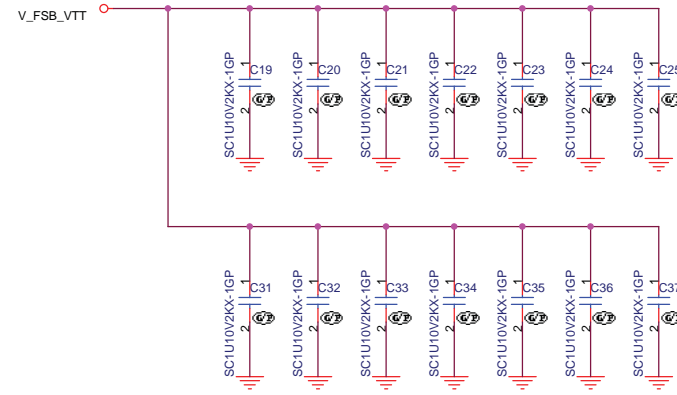 V_FSB_VTT
SC1U10V2KX-1GP 1 C19 G/P 2
SC1U10V2KX-1GP 1 C20 G/P 2
SC1U10V2KX-1GP 1 C21 G/P 2
SC1U10V2KX-1GP 1 C22 G/P 2
SC1U10V2KX-1GP 1 C23 G/P 2
SC1U10V2KX-1GP 1 C24 G/P 2
SC1U10V2KX-1GP 1 C25 2
SC1U10V2KX-1GP 1 C31 G/P 2
SC1U10V2KX-1GP 1 C32 G/P 2
SC1U10V2KX-1GP 1 C33 G/P 2
SC1U10V2KX-1GP 1 C34 G/P 2
SC1U10V2KX-1GP 1 C35 G/P 2
SC1U10V2KX-1GP 1 C36 G/P 2
SC1U10V2KX-1GP 1 C37 2